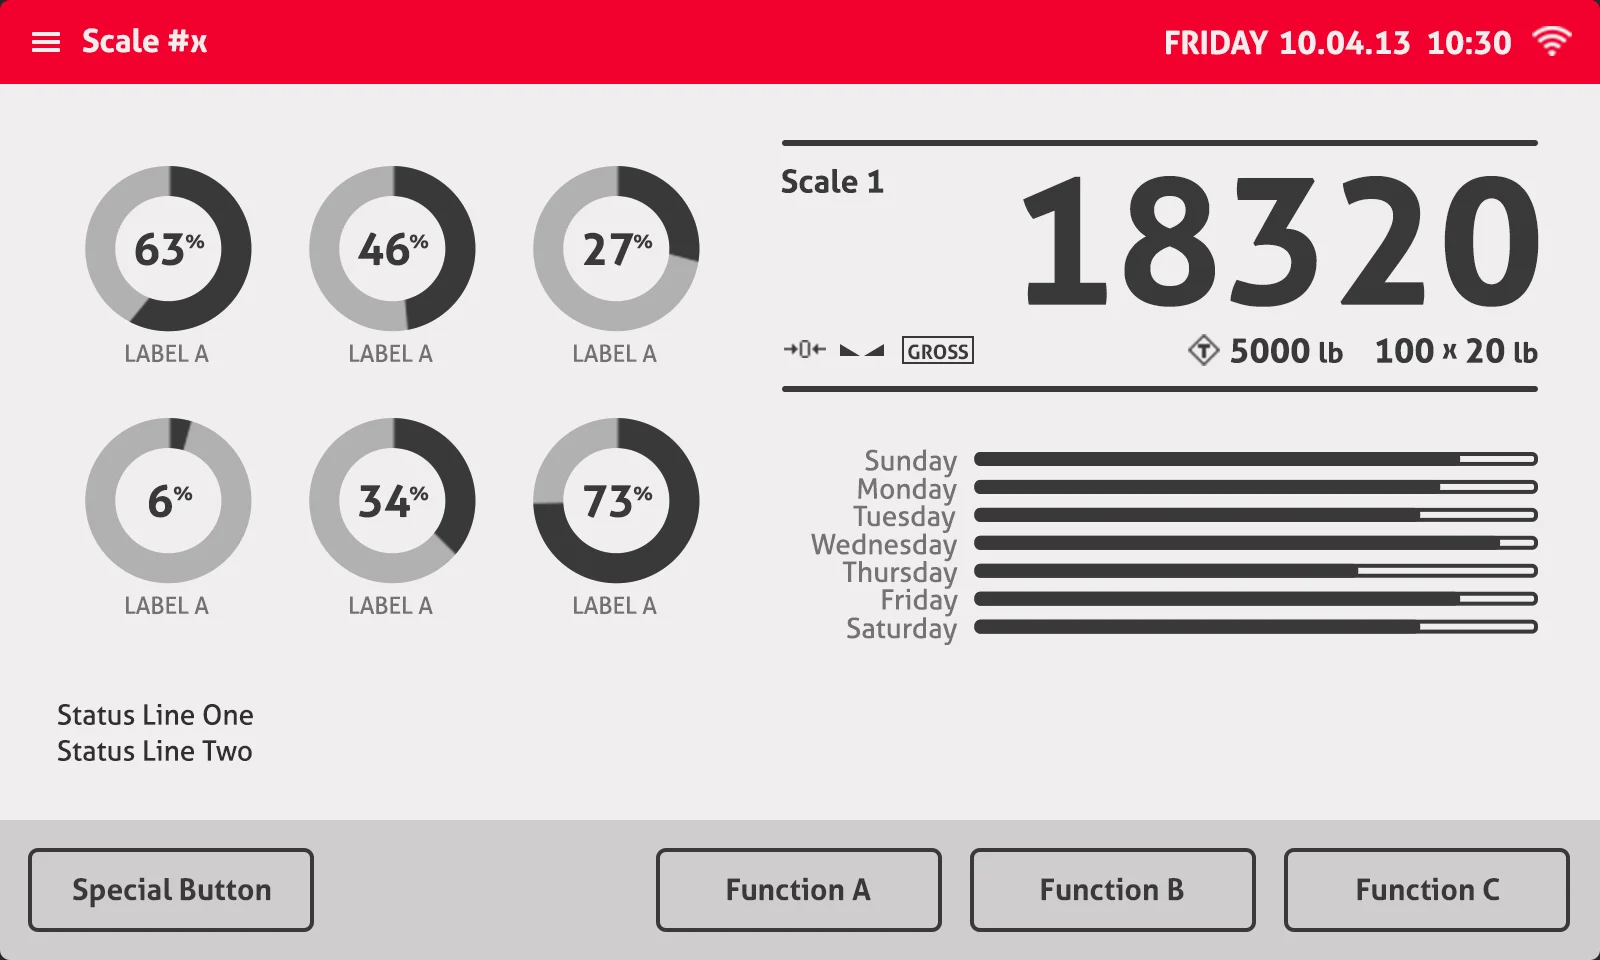 Scale #x
FRIDAY 10.04.13 10:30
63%
46%
27%
LABEL A
LABEL A
LABEL A
6%
34%
73%
LABEL A
LABEL A
LABEL A
Status Line One
Status Line Two
Scale 1
18320
→0← GROSS
T 5000 lb 100 x 20 lb
Sunday
Monday
Tuesday
Wednesday
Thursday
Friday
Saturday
Special Button
Function A
Function B
Function C